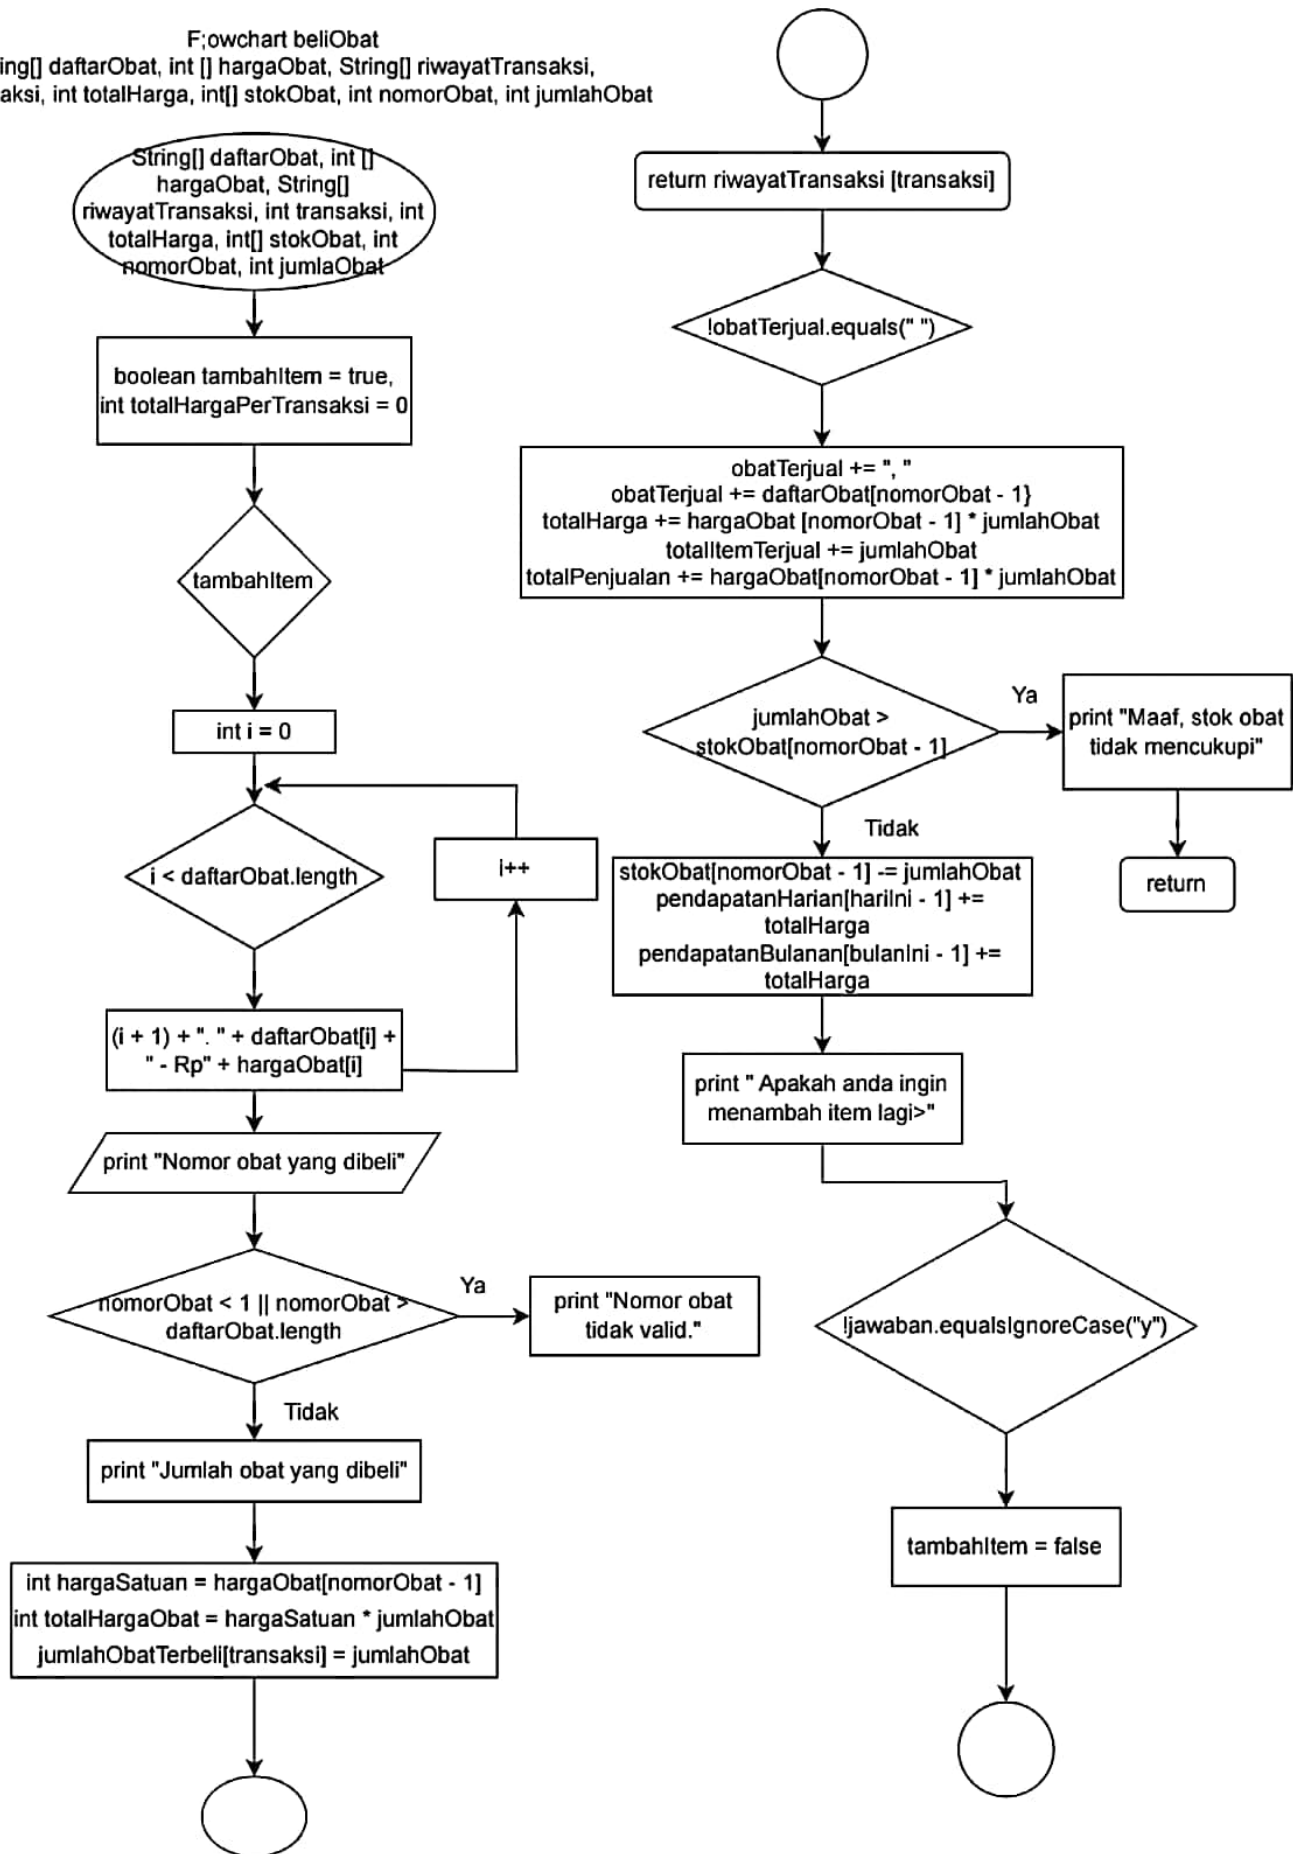 F;owchart beliObat
ing[] daftarObat, int [] hargaObat, String[] riwayatTransaksi,
aksi, int totalHarga, int[] stokObat, int nomorObat, int jumlahObat
String[] daftarObat, int []
hargaObat, String[]
riwayatTransaksi, int transaksi, int
totalHarga, int[] stokObat, int
nomorObat, int jumlaObat
boolean tambahItem = true,
int totalHargaPerTransaksi = 0
tambahItem
int i = 0
i < daftarObat.length
i++
(i + 1) + ". " + daftarObat[i] +
" - Rp" + hargaObat[i]
print "Nomor obat yang dibeli"
nomorObat < 1 || nomorObat >
daftarObat.length
Ya
print "Nomor obat
tidak valid."
Tidak
print "Jumlah obat yang dibeli"
int hargaSatuan = hargaObat[nomorObat - 1]
int totalHargaObat = hargaSatuan * jumlahObat
jumlahObatTerbeli[transaksi] = jumlahObat
return riwayatTransaksi [transaksi]
!obatTerjual.equals(" ")
obatTerjual += ", "
obatTerjual += daftarObat[nomorObat - 1}
totalHarga += hargaObat [nomorObat - 1] * jumlahObat
totalItemTerjual += jumlahObat
totalPenjualan += hargaObat[nomorObat - 1] * jumlahObat
jumlahObat >
stokObat[nomorObat - 1]
Ya
print "Maaf, stok obat
tidak mencukupi"
return
Tidak
stokObat[nomorObat - 1] -= jumlahObat
pendapatanHarian[hariIni - 1] +=
totalHarga
pendapatanBulanan[bulanIni - 1] +=
totalHarga
print " Apakah anda ingin
menambah item lagi>"
!jawaban.equalsIgnoreCase("y")
tambahItem = false